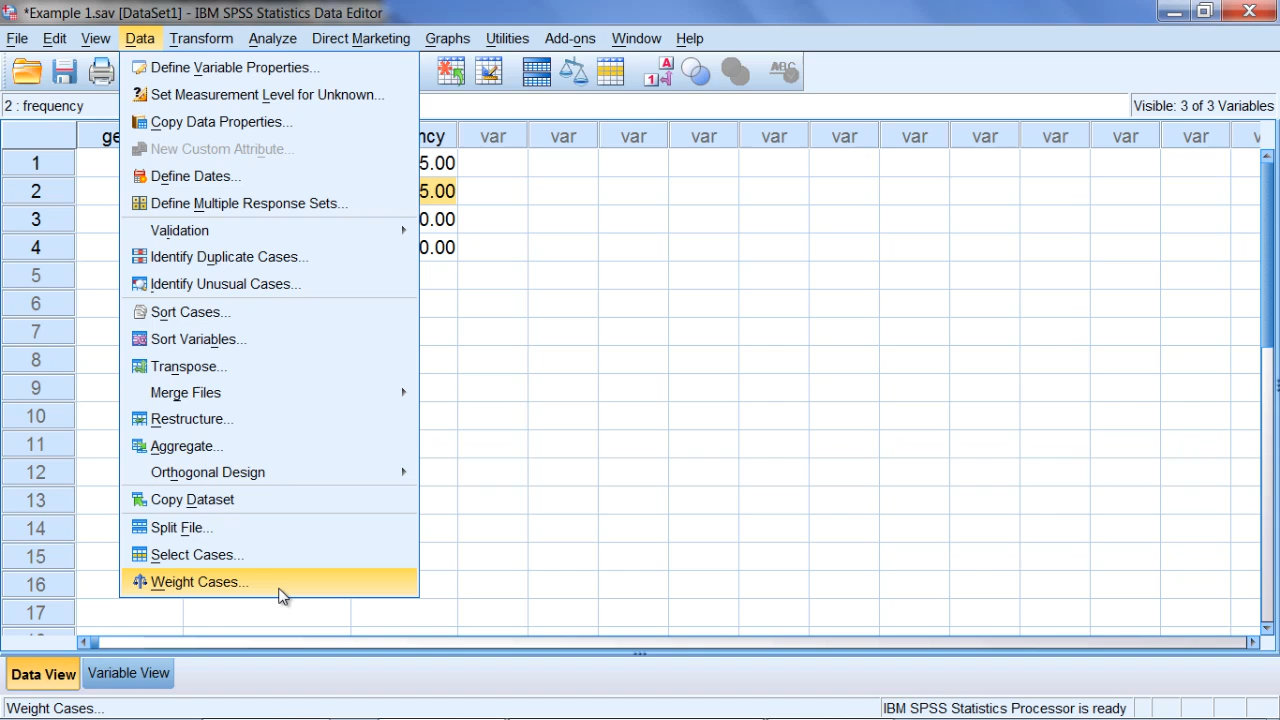 *Example 1.sav [DataSet1] - IBM SPSS Statistics Data Editor
File Edit View Data Transform Analyze Direct Marketing Graphs Utilities Add-ons Window Help
2 : frequency
Visible: 3 of 3 Variables
ge ncy var var var var var var var var var var var v
1 5.00
2 5.00
3 0.00
4 0.00
5
6
7
8
9
10
11
12
13
14
15
16
17
Define Variable Properties...
Set Measurement Level for Unknown...
Copy Data Properties...
New Custom Attribute...
Define Dates...
Define Multiple Response Sets...
Validation
Identify Duplicate Cases...
Identify Unusual Cases...
Sort Cases...
Sort Variables...
Transpose...
Merge Files
Restructure...
Aggregate...
Orthogonal Design
Copy Dataset
Split File...
Select Cases...
Weight Cases...
1 A
ABC
Data View Variable View
Weight Cases... IBM SPSS Statistics Processor is ready